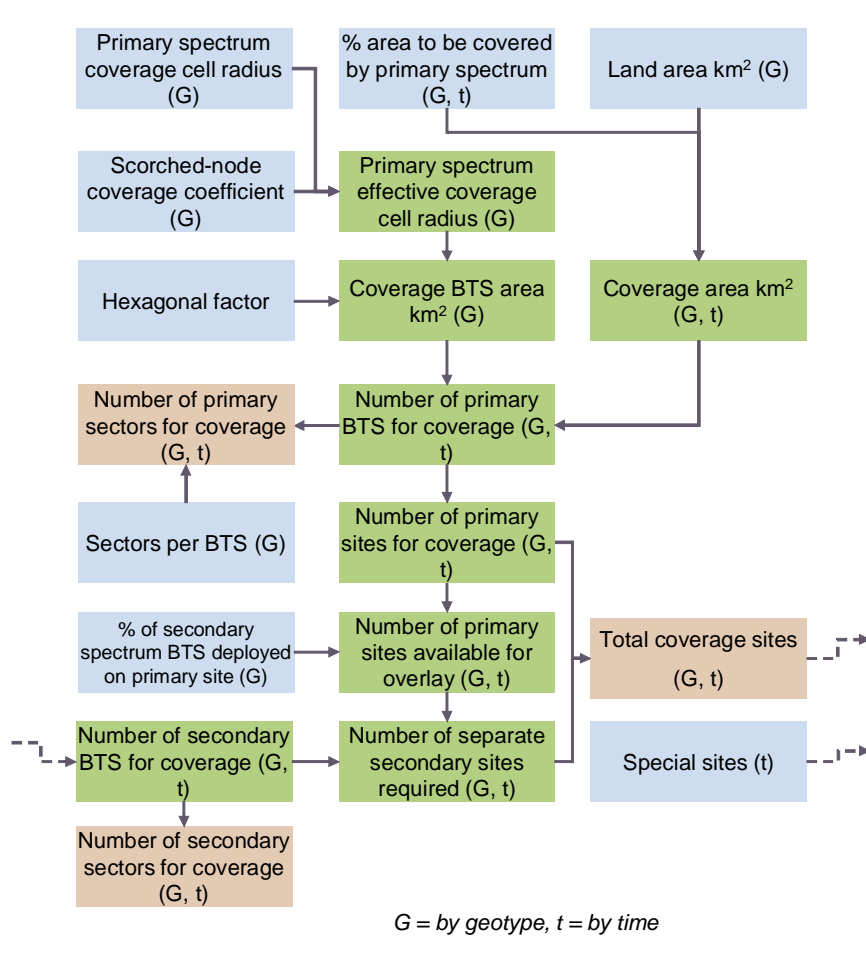 Primary spectrum
coverage cell radius
(G)
% area to be covered
by primary spectrum
(G, t)
Land area km² (G)
Scorched-node
coverage coefficient
(G)
Primary spectrum
effective coverage
cell radius (G)
Hexagonal factor
Coverage BTS area
km² (G)
Coverage area km²
(G, t)
Number of primary
sectors for coverage
(G, t)
Number of primary
BTS for coverage (G,
t)
Sectors per BTS (G)
Number of primary
sites for coverage (G,
t)
% of secondary
spectrum BTS deployed
on primary site (G)
Number of primary
sites available for
overlay (G, t)
Total coverage sites
(G, t)
Number of secondary
BTS for coverage (G,
t)
Number of separate
secondary sites
required (G, t)
Special sites (t)
Number of secondary
sectors for coverage
(G, t)
G = by geotype, t = by time